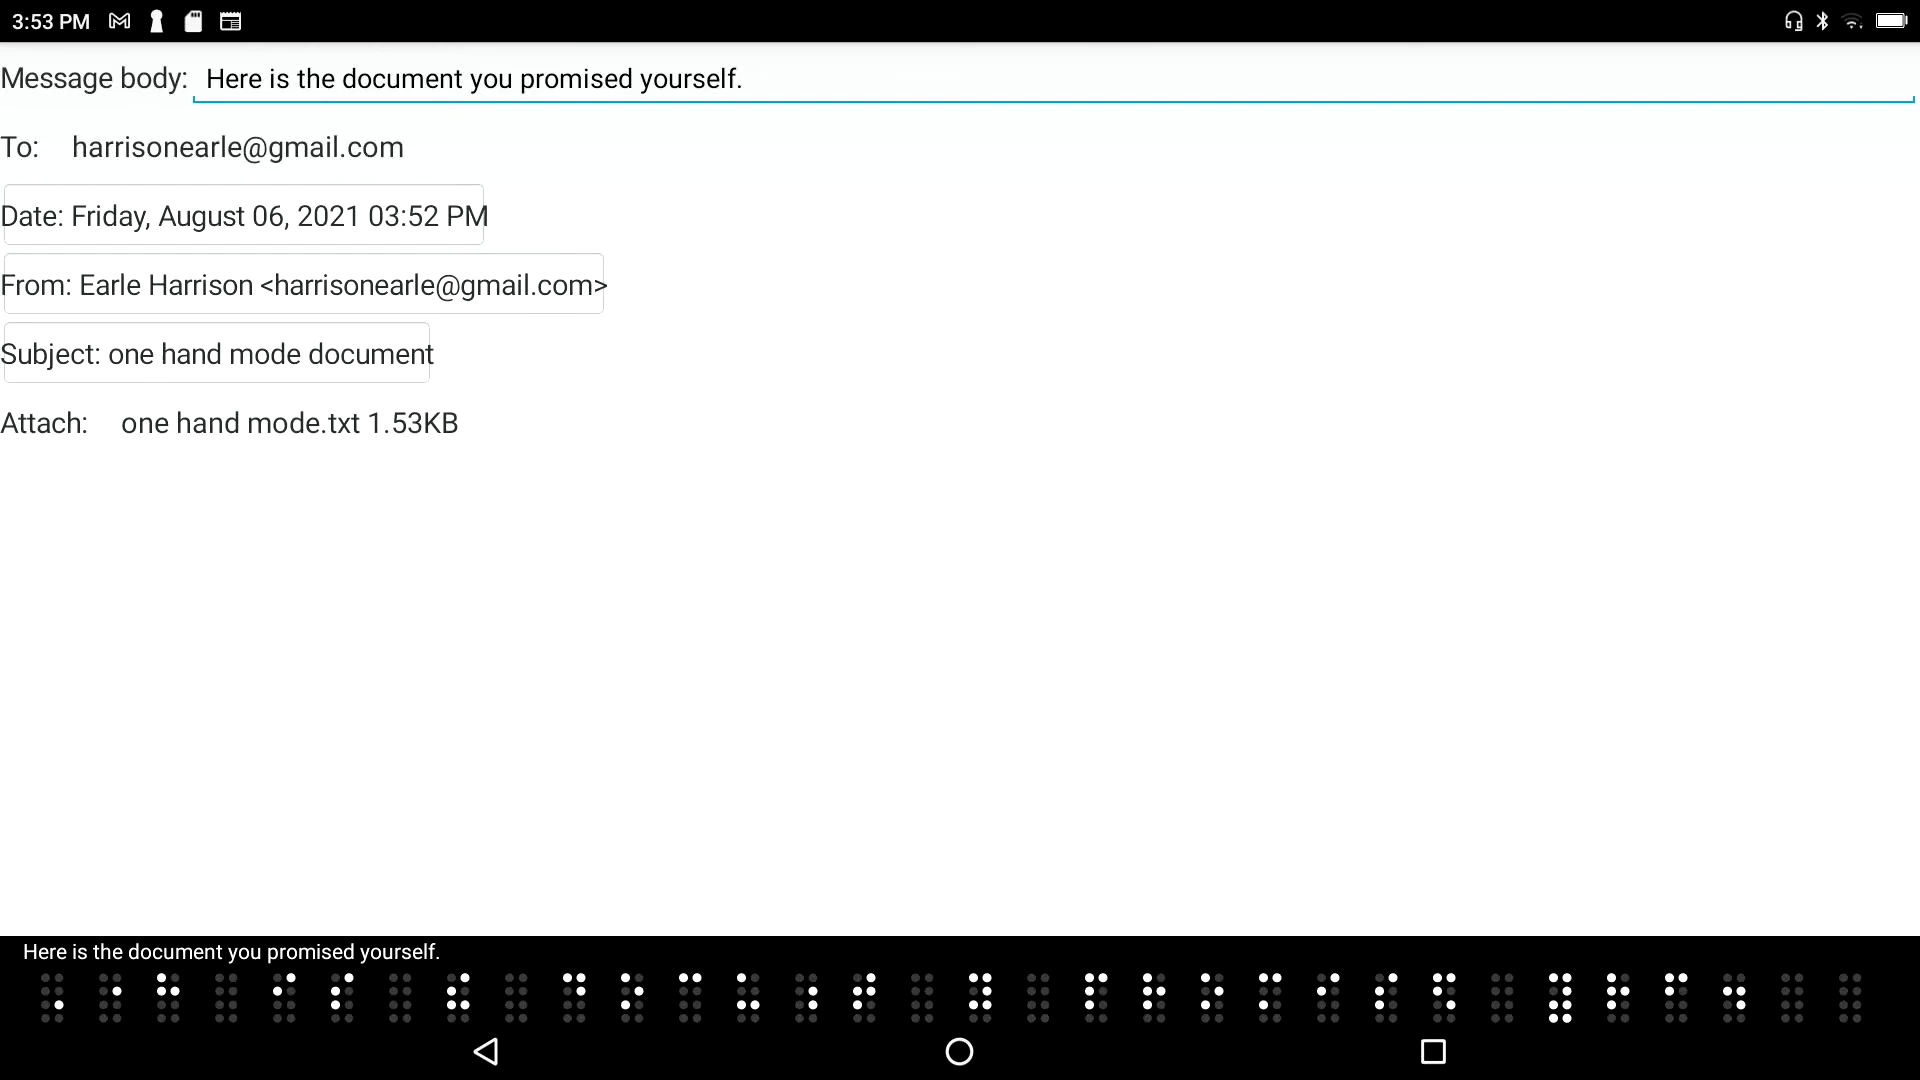 3:53 PM
Message body: Here is the document you promised yourself.
To: harrisonearle@gmail.com
Date: Friday, August 06, 2021 03:52 PM
From: Earle Harrison <harrisonearle@gmail.com>
Subject: one hand mode document
Attach: one hand mode.txt 1.53KB
Here is the document you promised yourself.